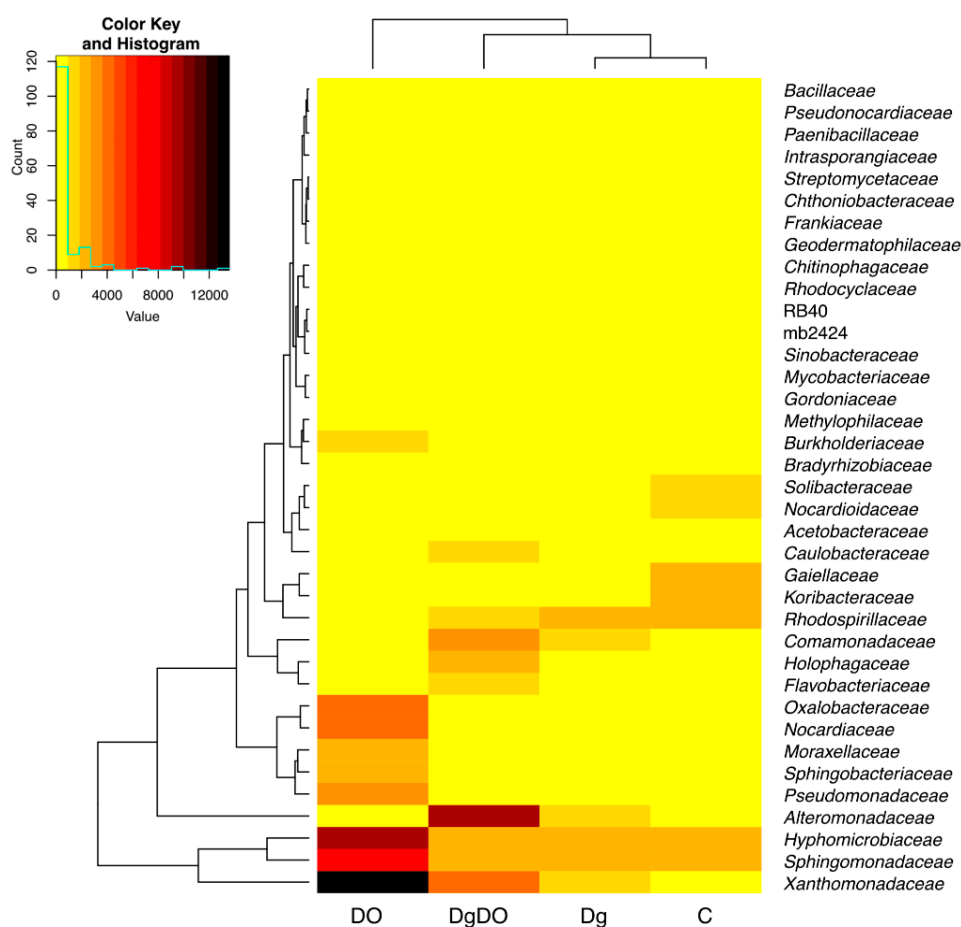 Color Key
and Histogram
Count
0 20 40 60 80 100 120
0 4000 8000 12000
Value
Bacillaceae
Pseudonocardiaceae
Paenibacillaceae
Intrasporangiaceae
Streptomycetaceae
Chthoniobacteraceae
Frankiaceae
Geodermatophilaceae
Chitinophagaceae
Rhodocyclaceae
RB40
mb2424
Sinobacteraceae
Mycobacteriaceae
Gordoniaceae
Methylophilaceae
Burkholderiaceae
Bradyrhizobiaceae
Solibacteraceae
Nocardioidaceae
Acetobacteraceae
Caulobacteraceae
Gaiellaceae
Koribacteraceae
Rhodospirillaceae
Comamonadaceae
Holophagaceae
Flavobacteriaceae
Oxalobacteraceae
Nocardiaceae
Moraxellaceae
Sphingobacteriaceae
Pseudomonadaceae
Alteromonadaceae
Hyphomicrobiaceae
Sphingomonadaceae
Xanthomonadaceae
DO DgDO Dg C